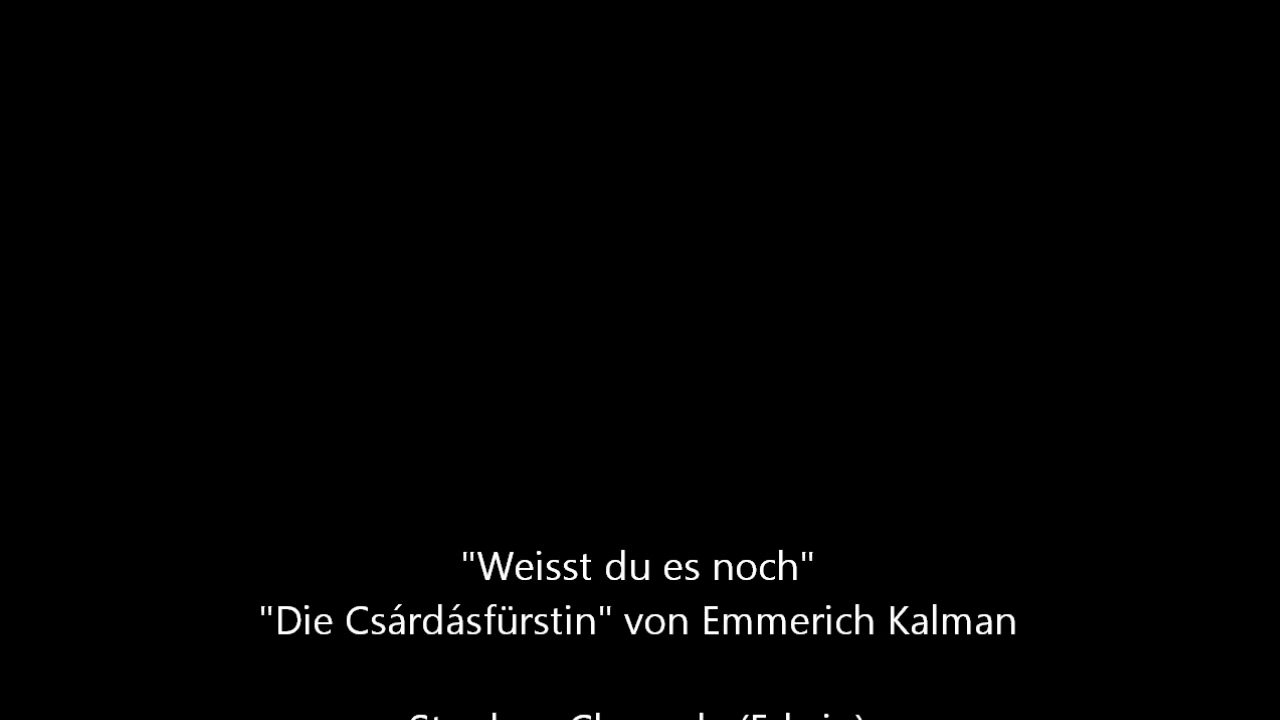 "Weisst du es noch"
"Die Csárdásfürstin" von Emmerich Kalman